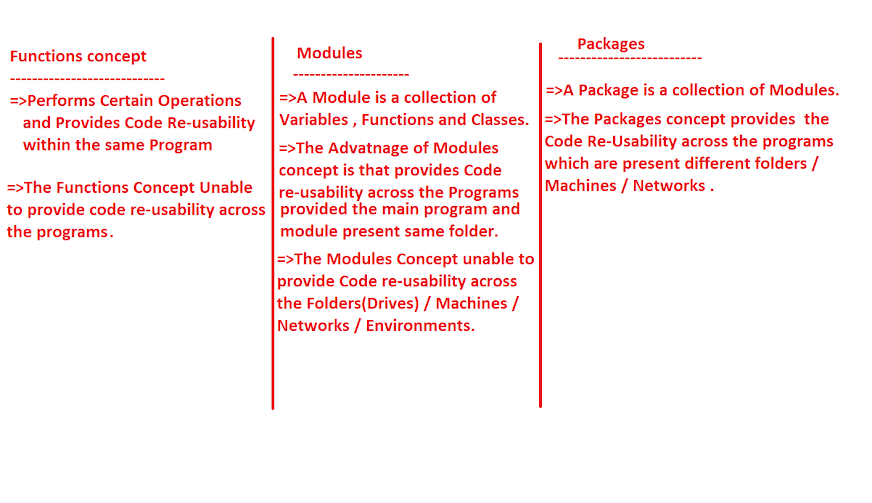 Functions concept
----------------------------
=>Performs Certain Operations
and Provides Code Re-usability
within the same Program
=>The Functions Concept Unable
to provide code re-usability across
the programs.
Modules
---------------------
=>A Module is a collection of
Variables , Functions and Classes.
=>The Advatnage of Modules
concept is that provides Code
re-usability across the Programs
provided the main program and
module present same folder.
=>The Modules Concept unable to
provide Code re-usability across
the Folders(Drives) / Machines /
Networks / Environments.
Packages
--------------------------
=>A Package is a collection of Modules.
=>The Packages concept provides  the
Code Re-Usability across the programs
which are present different folders /
Machines / Networks .